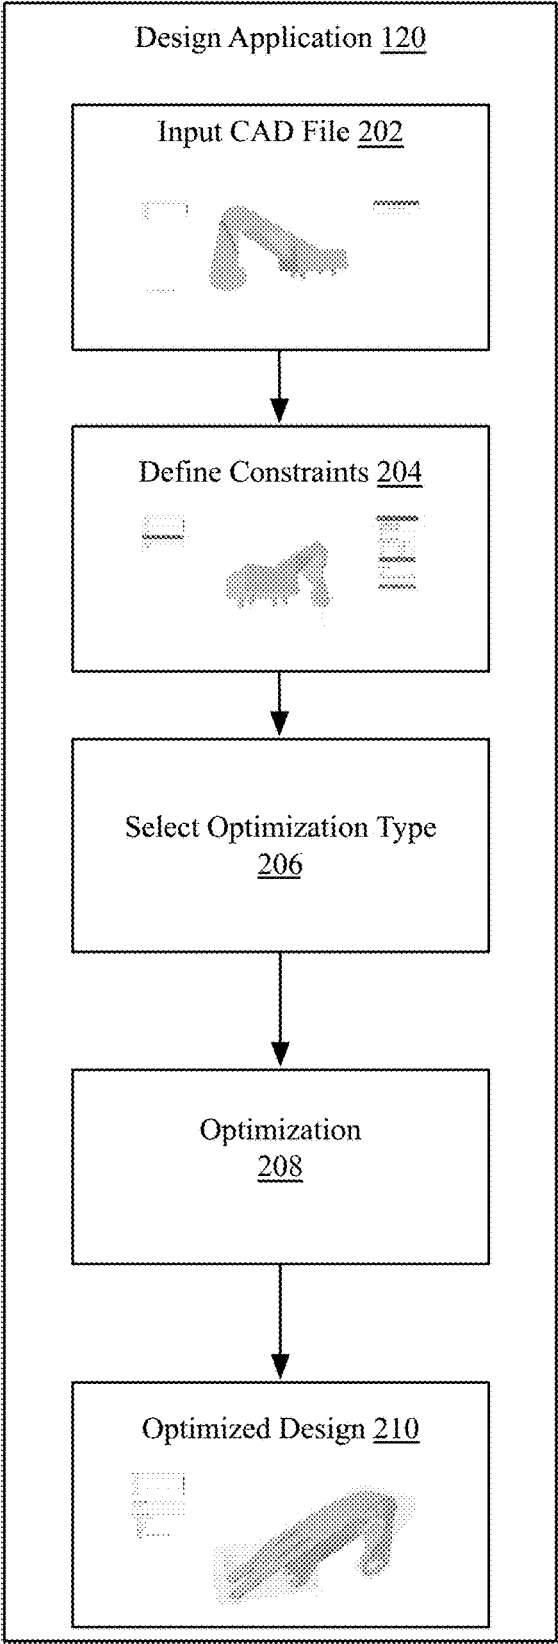 Design Application 120
Input CAD File 202
Define Constraints 204
Select Optimization Type
206
Optimization
208
Optimized Design 210